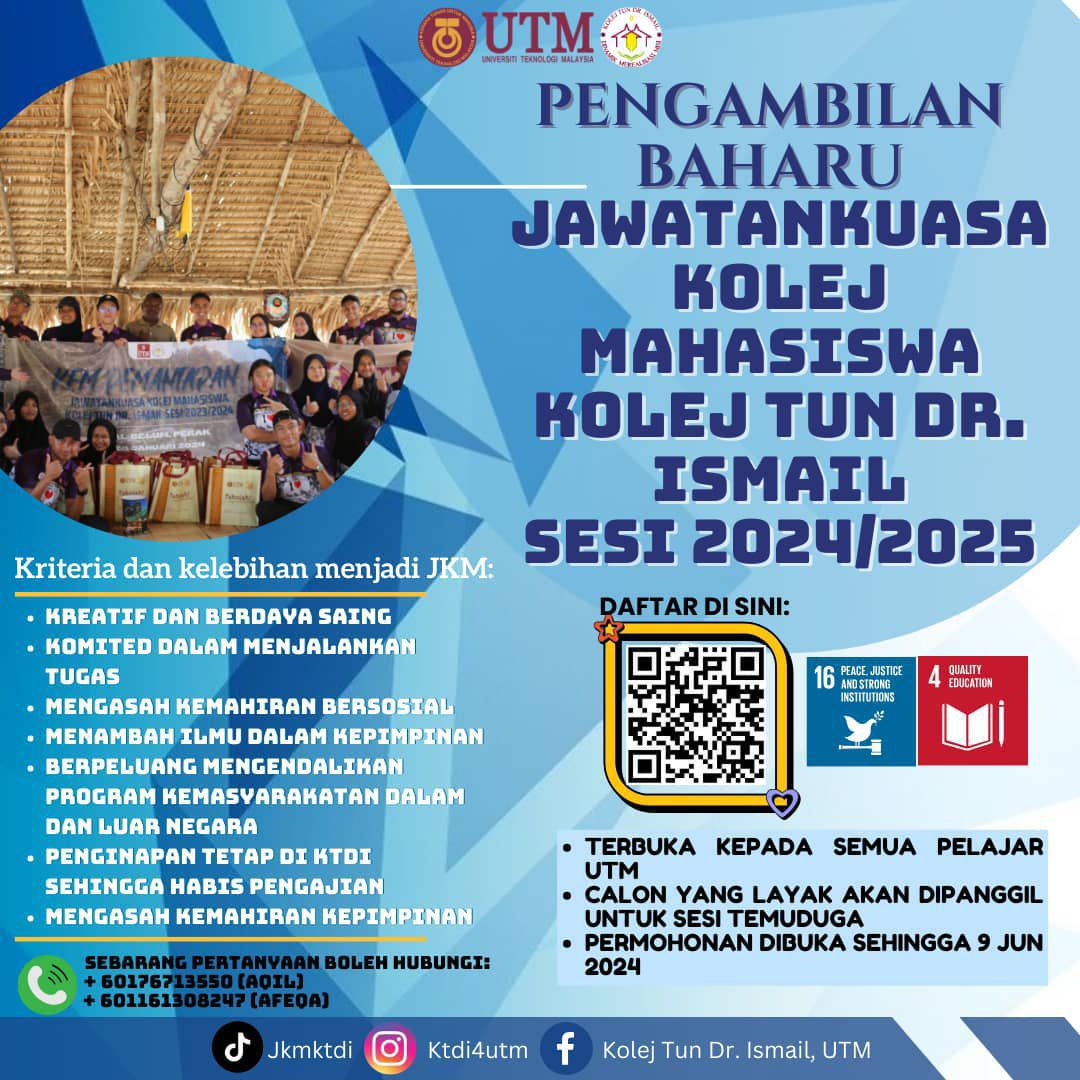 UTM
UNIVERSITI TEKNOLOGI MALAYSIA
KOLEJ TUN DR. ISMAIL
PENGAMBILAN
BAHARU
JAWATANKUASA
KOLEJ
MAHASISWA
KOLEJ TUN DR.
ISMAIL
SESI 2024/2025
JAWATANKUASA KOLEJ MAHASISWA
KOLEJ TUN DR. ISMAIL SESI 2023/2024
Kriteria dan kelebihan menjadi JKM:
• KREATIF DAN BERDAYA SAING
• KOMITED DALAM MENJALANKAN
TUGAS
• MENGASAH KEMAHIRAN BERSOSIAL
• MENAMBAH ILMU DALAM KEPIMPINAN
• BERPELUANG MENGENDALIKAN
PROGRAM KEMASYARAKATAN DALAM
DAN LUAR NEGARA
• PENGINAPAN TETAP DI KTDI
SEHINGGA HABIS PENGAJIAN
• MENGASAH KEMAHIRAN KEPIMPINAN
SEBARANG PERTANYAAN BOLEH HUBUNGI:
+ 60176713550 (AQIL)
+ 601161308247 (AFEQA)
DAFTAR DI SINI:
16 PEACE, JUSTICE
AND STRONG
INSTITUTIONS
4 QUALITY
EDUCATION
• TERBUKA KEPADA SEMUA PELAJAR
UTM
• CALON YANG LAYAK AKAN DIPANGGIL
UNTUK SESI TEMUDUGA
• PERMOHONAN DIBUKA SEHINGGA 9 JUN
2024
Jkmktdi
Ktdi4utm
Kolej Tun Dr. Ismail, UTM